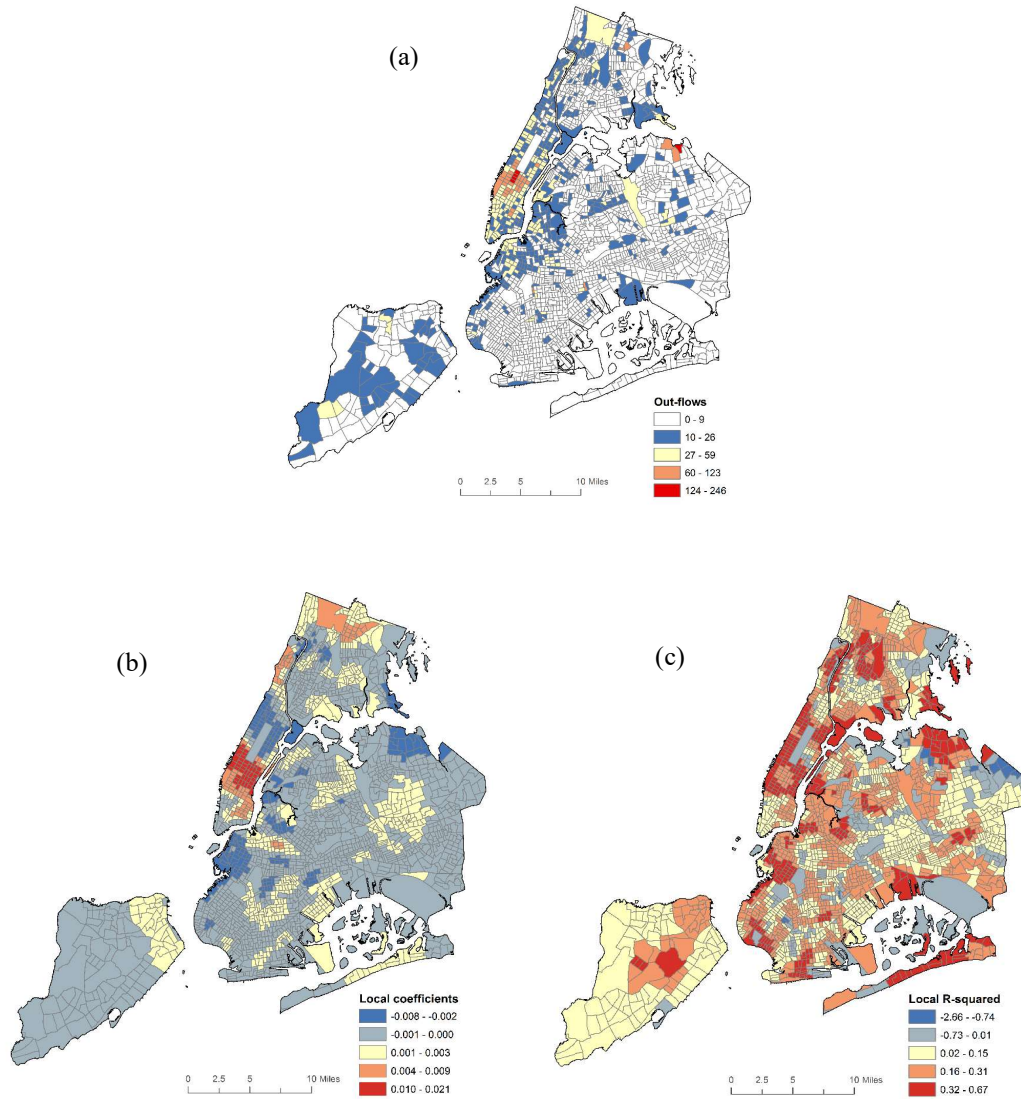 (a)
Out-flows
0 - 9
10 - 26
27 - 59
60 - 123
124 - 246
0 2.5 5 10 Miles
(b)
(c)
Local coefficients
-0.008 - -0.002
-0.001 - 0.000
0.001 - 0.003
0.004 - 0.009
0.010 - 0.021
0 2.5 5 10 Miles
Local R-squared
-2.66 - -0.74
-0.73 - 0.01
0.02 - 0.15
0.16 - 0.31
0.32 - 0.67
0 2.5 5 10 Miles